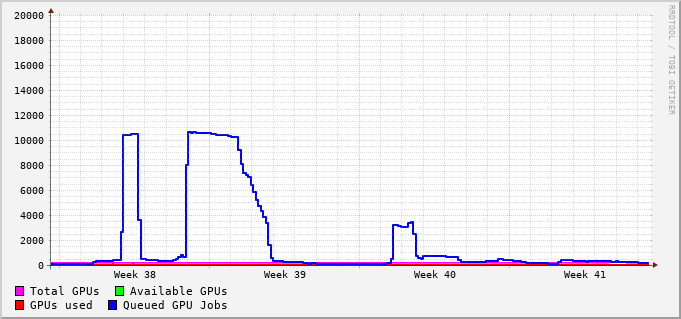 20000
18000
16000
14000
12000
10000
8000
6000
4000
2000
0
Week 38 Week 39 Week 40 Week 41
Total GPUs Available GPUs
GPUs used Queued GPU Jobs
RRDTOOL / TOBI OETIKER